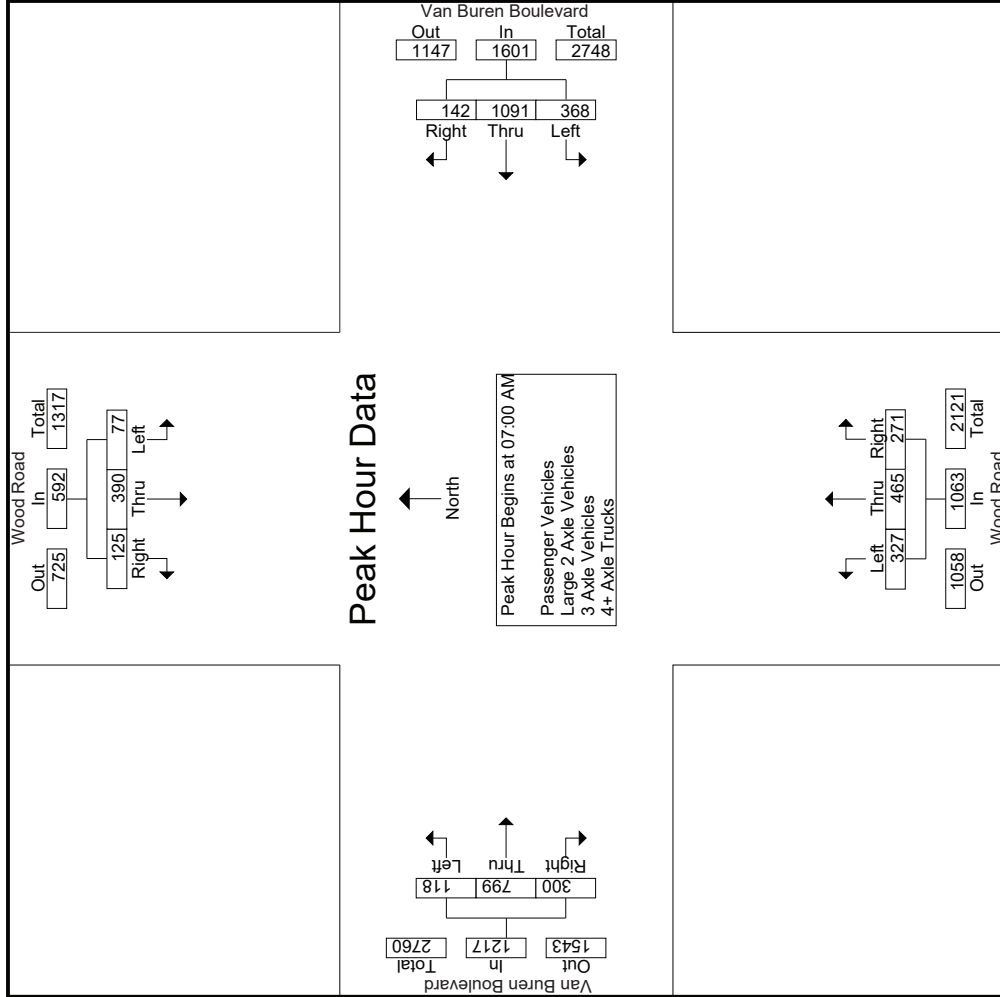 Van Buren Boulevard
Out In Total
1147 1601 2748
142 1091 368
Right Thru Left
Wood Road
Out In Total
725 592 1317
125 390 77
Right Thru Left
Peak Hour Data
North
Peak Hour Begins at 07:00 AM
Passenger Vehicles
Large 2 Axle Vehicles
3 Axle Vehicles
4+ Axle Trucks
Left Thru Right
327 465 271
1058 1063 2121
Out In Total
Wood Road
Left Thru Right
118 799 300
2760 1217 1543
Total In Out
Van Buren Boulevard